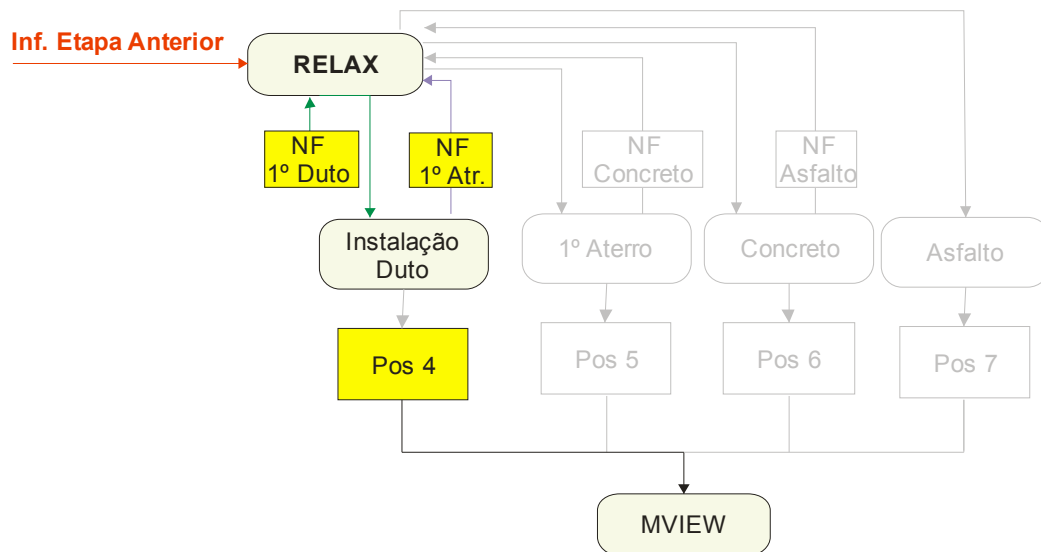 Inf. Etapa Anterior
RELAX
NF
1º Duto
NF
1º Atr.
NF
Concreto
NF
Asfalto
Instalação
Duto
1º Aterro
Concreto
Asfalto
Pos 4
Pos 5
Pos 6
Pos 7
MVIEW